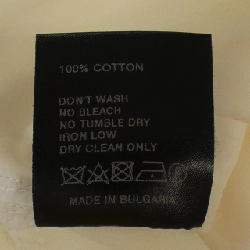 100% COTTON
DON'T WASH
NO BLEACH
NO TUMBLE DRY
IRON LOW
DRY CLEAN ONLY
MADE IN BULGARIA